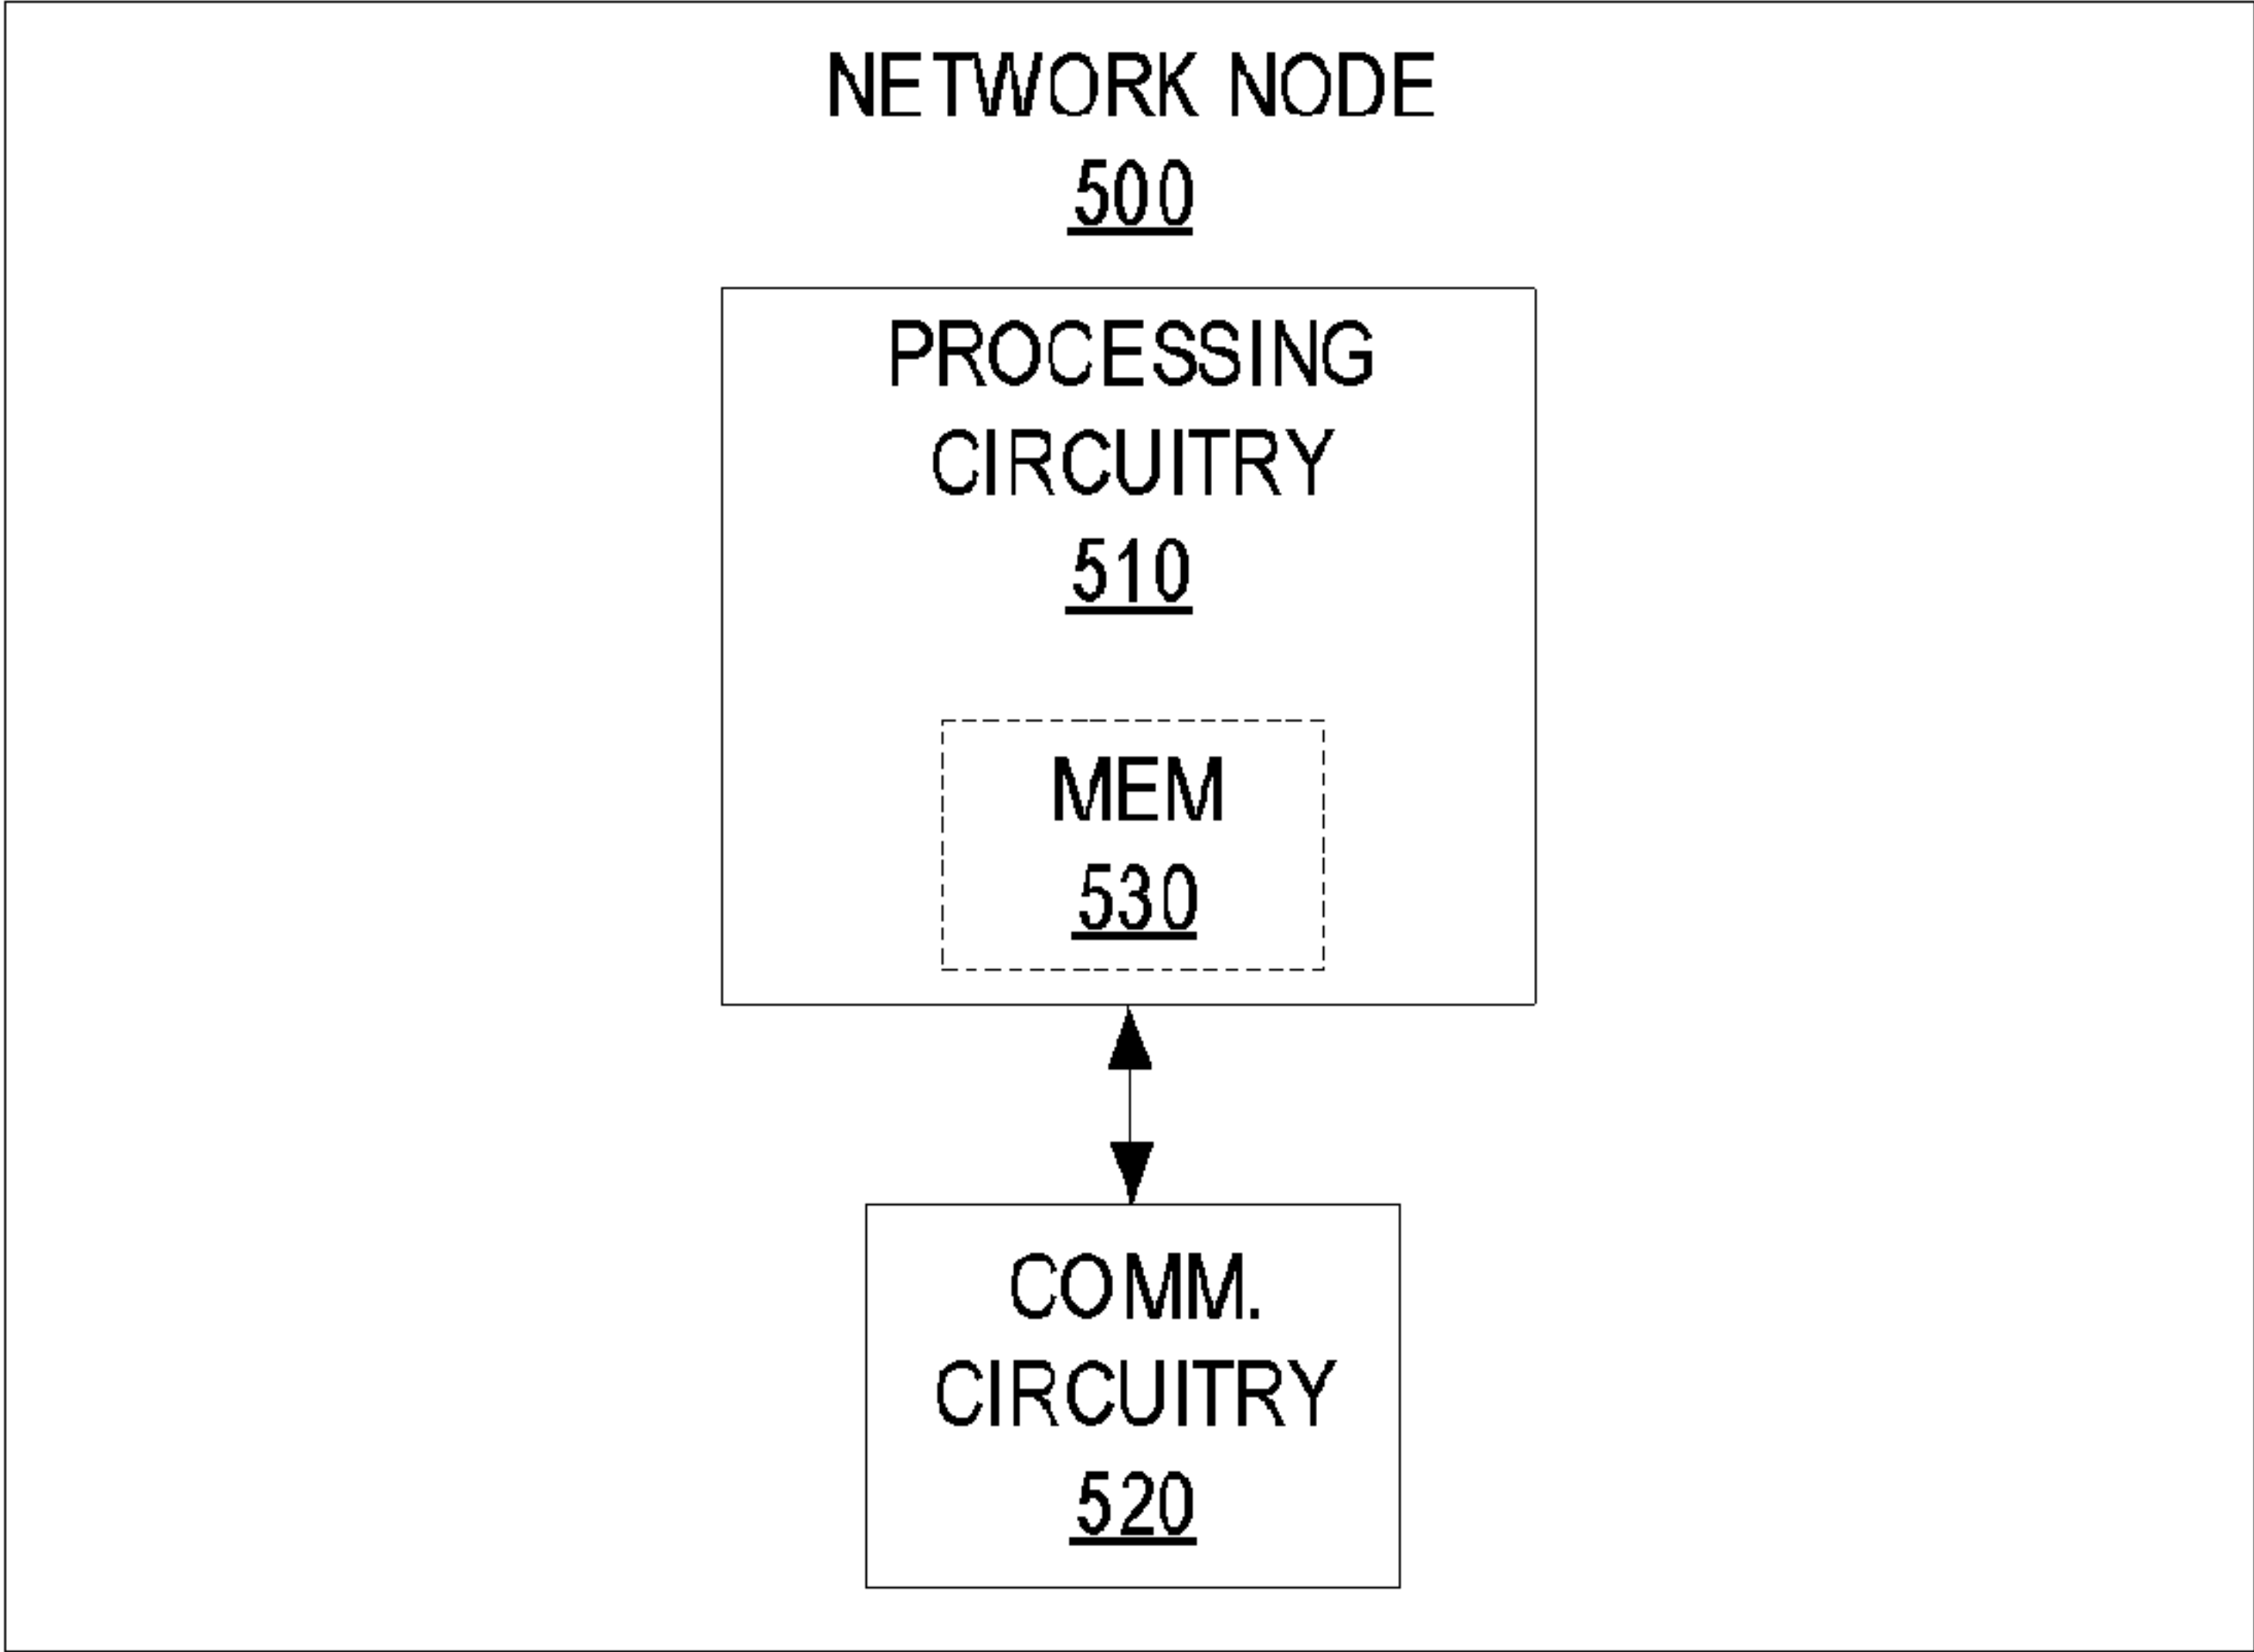 NETWORK NODE
500
PROCESSING
CIRCUITRY
510
MEM
530
COMM.
CIRCUITRY
520